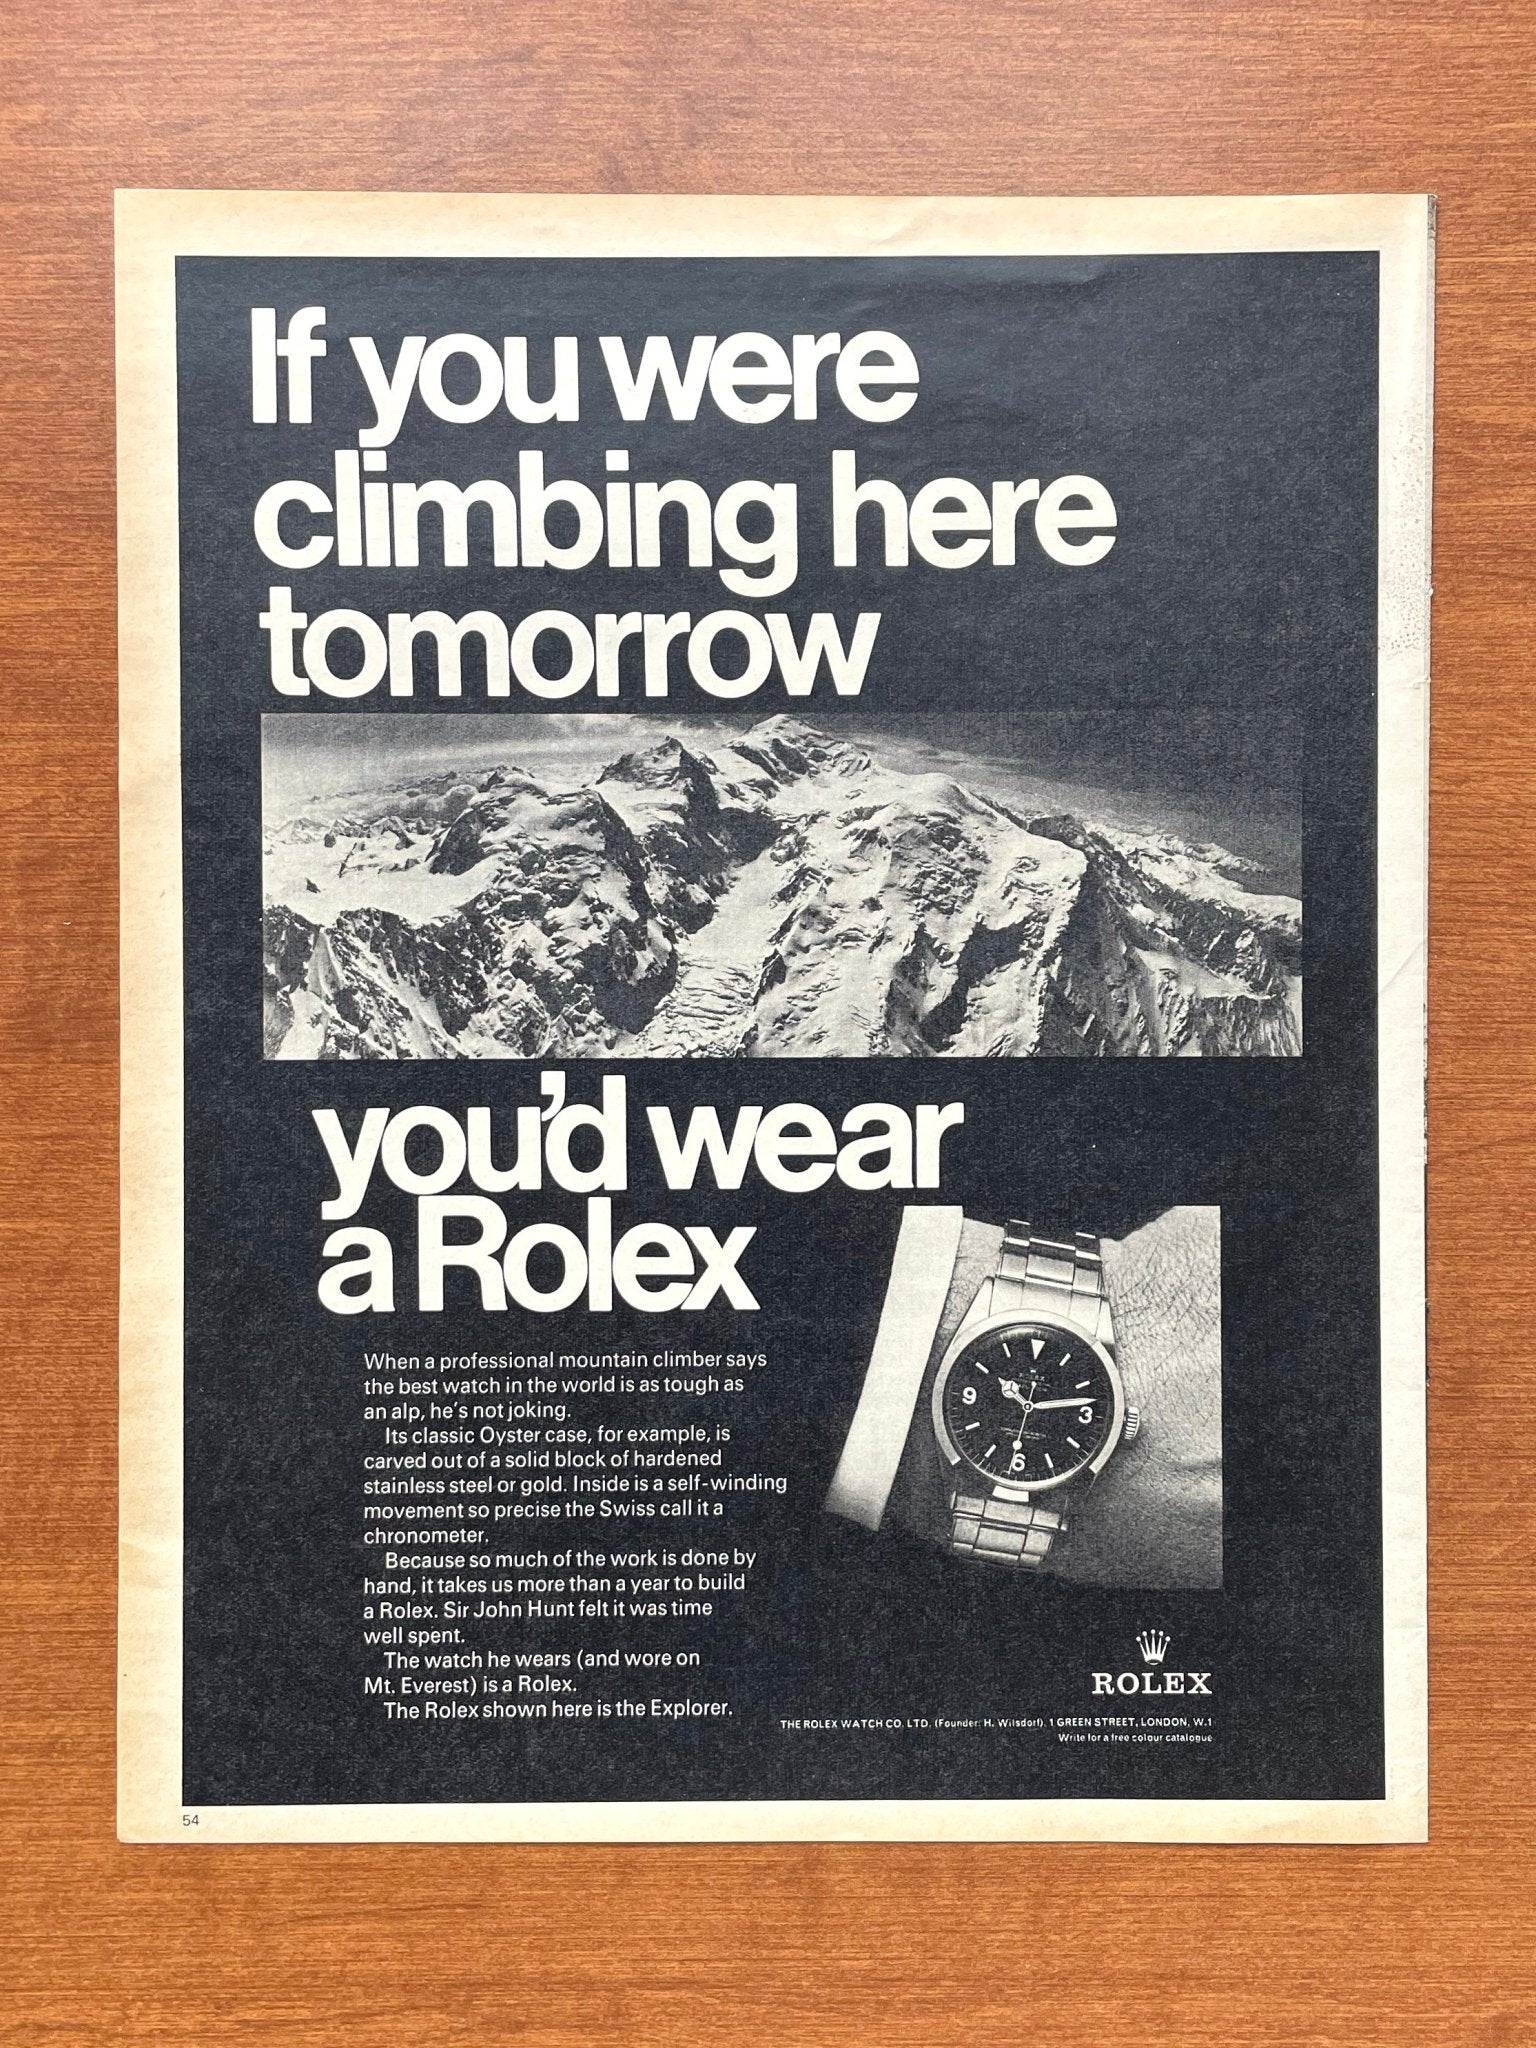 If you were
climbing here
tomorrow
you'd wear
a Rolex
When a professional mountain climber says
the best watch in the world is as tough as
an alp, he's not joking.
Its classic Oyster case, for example, is
carved out of a solid block of hardened
stainless steel or gold. Inside is a self-winding
movement so precise the Swiss call it a
chronometer.
Because so much of the work is done by
hand, it takes us more than a year to build
a Rolex. Sir John Hunt felt it was time
well spent.
The watch he wears (and wore on
Mt. Everest) is a Rolex.
The Rolex shown here is the Explorer.
9
3
6
ROLEX
THE ROLEX WATCH CO. LTD. (Founder: H. Wilsdorf), 1 GREEN STREET, LONDON, W.1
Write for a free colour catalogue
54